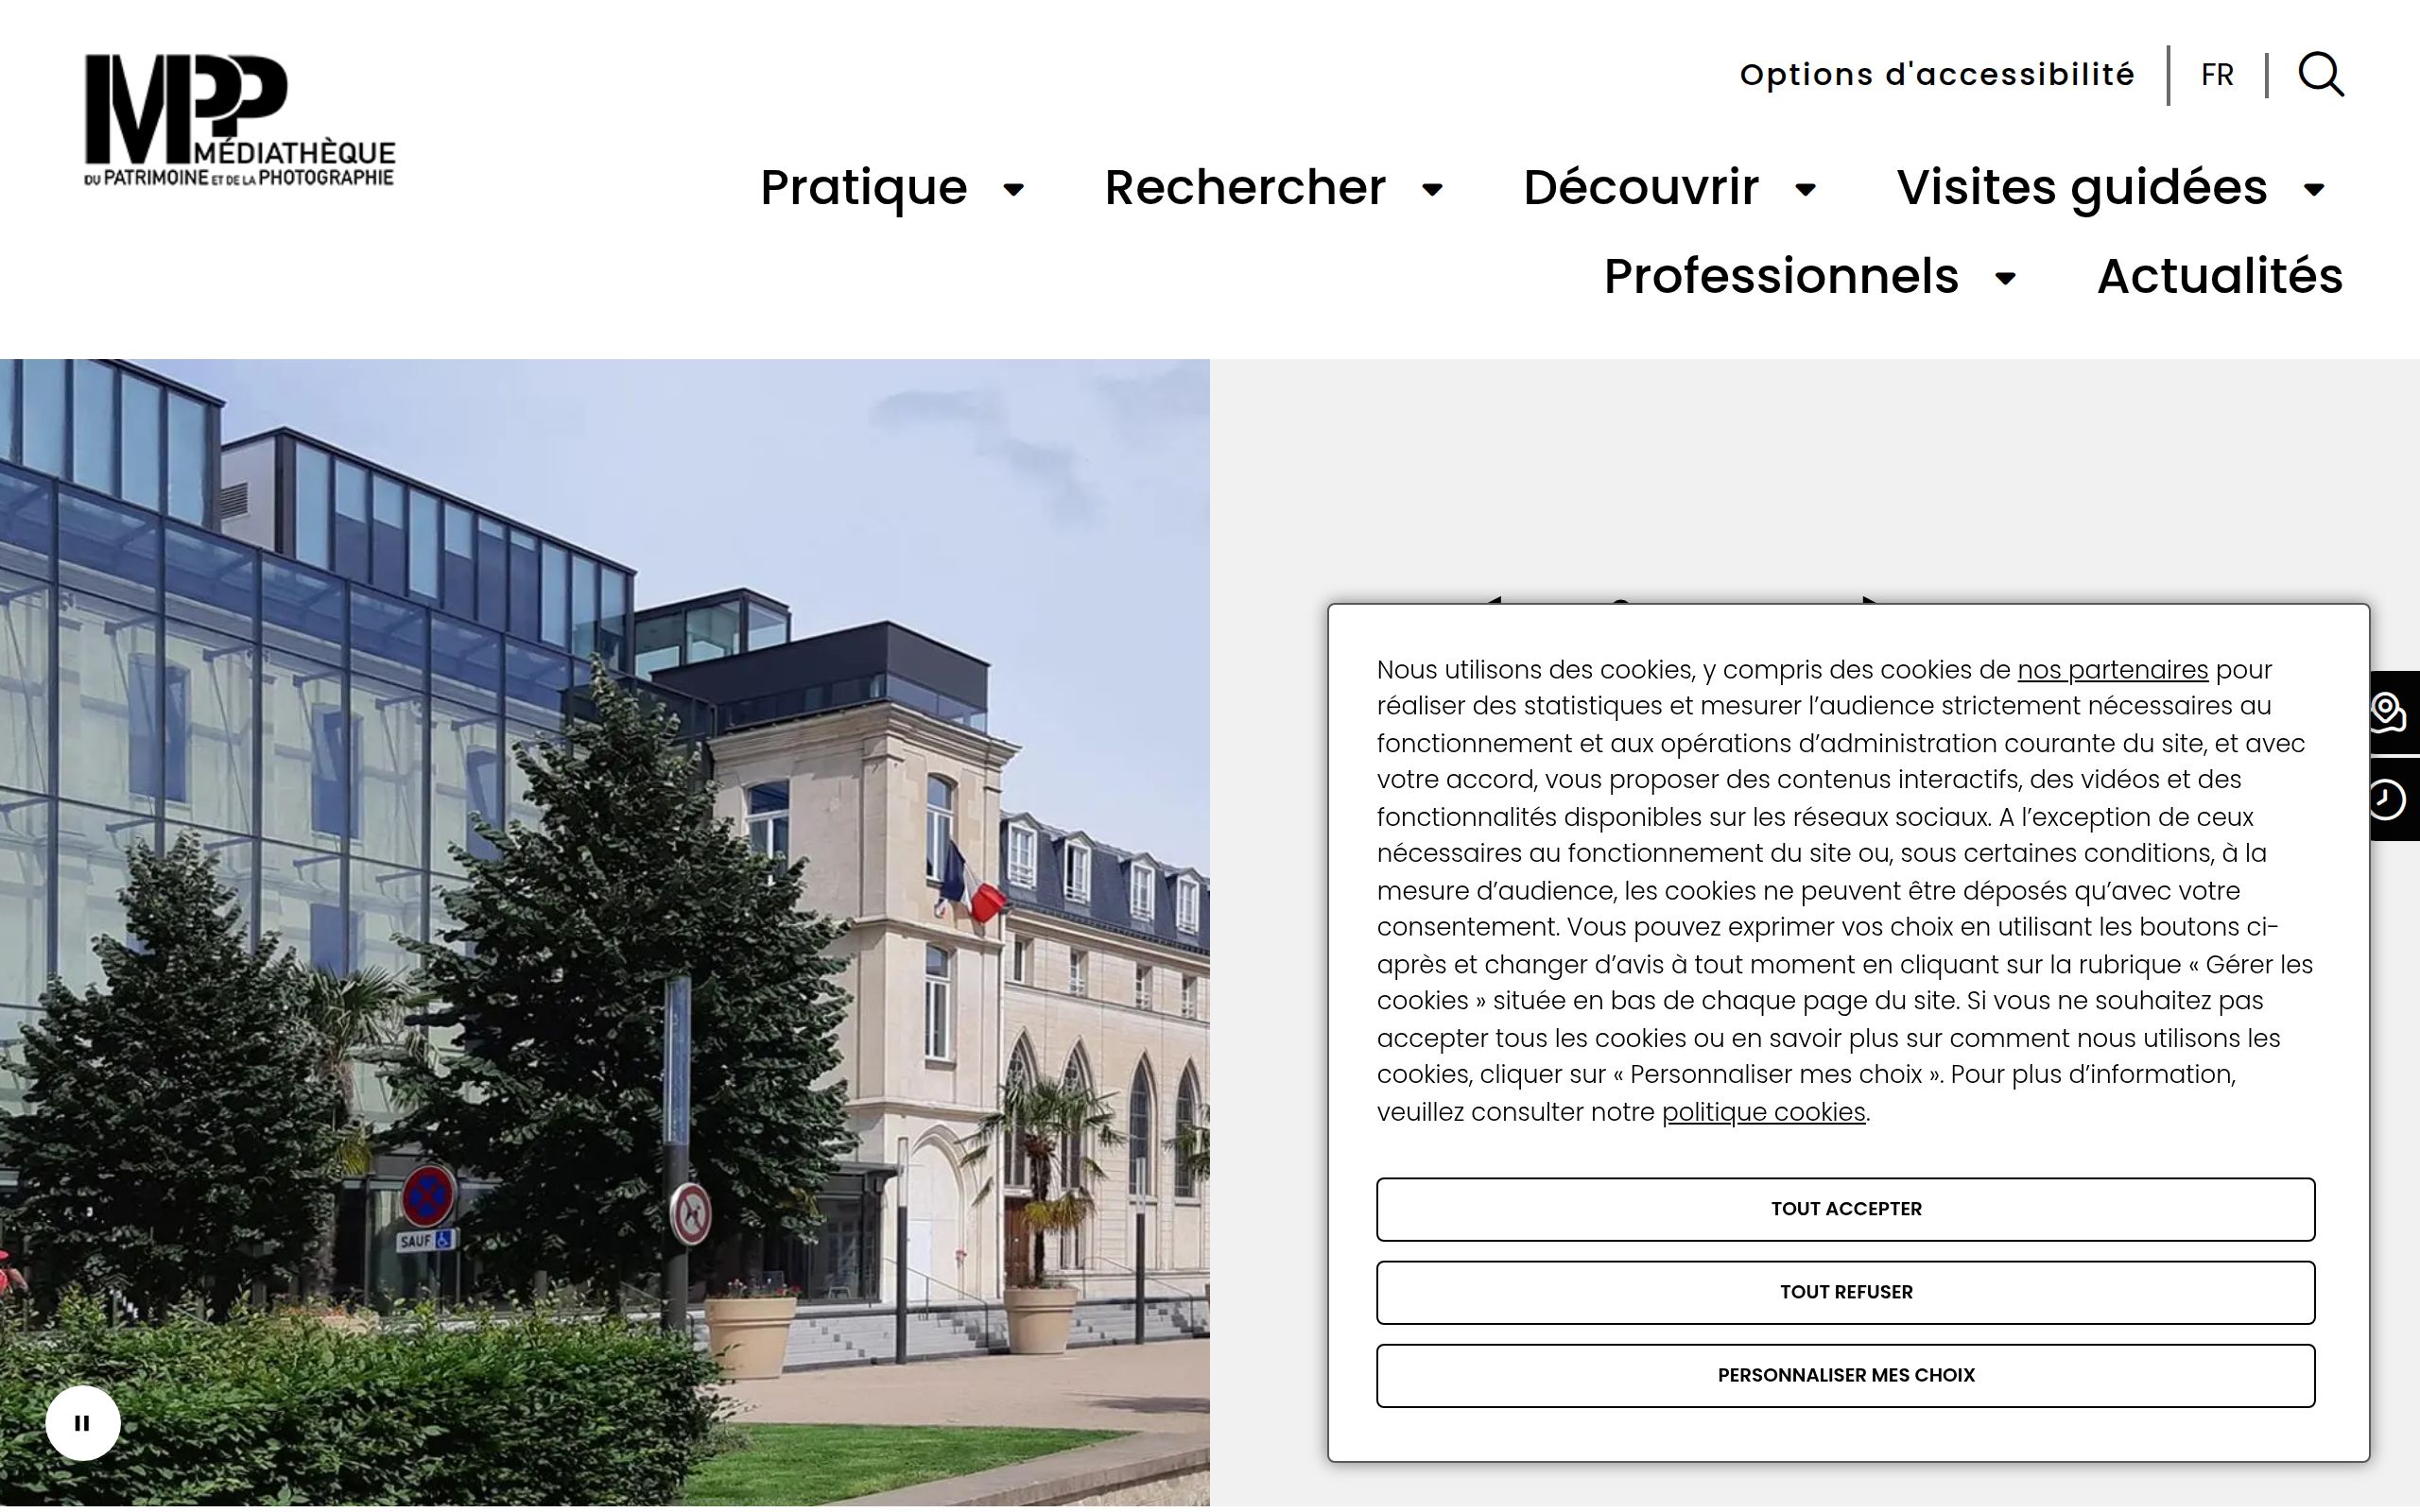 MPP
MÉDIATHÈQUE
DU PATRIMOINE ET DE LA PHOTOGRAPHIE
Options d'accessibilité
FR
Pratique
Rechercher
Découvrir
Visites guidées
Professionnels
Actualités
SAUF
Nous utilisons des cookies, y compris des cookies de nos partenaires pour
réaliser des statistiques et mesurer l’audience strictement nécessaires au
fonctionnement et aux opérations d’administration courante du site, et avec
votre accord, vous proposer des contenus interactifs, des vidéos et des
fonctionnalités disponibles sur les réseaux sociaux. A l’exception de ceux
nécessaires au fonctionnement du site ou, sous certaines conditions, à la
mesure d’audience, les cookies ne peuvent être déposés qu’avec votre
consentement. Vous pouvez exprimer vos choix en utilisant les boutons ci-
après et changer d’avis à tout moment en cliquant sur la rubrique « Gérer les
cookies » située en bas de chaque page du site. Si vous ne souhaitez pas
accepter tous les cookies ou en savoir plus sur comment nous utilisons les
cookies, cliquer sur « Personnaliser mes choix ». Pour plus d’information,
veuillez consulter notre politique cookies.
TOUT ACCEPTER
TOUT REFUSER
PERSONNALISER MES CHOIX